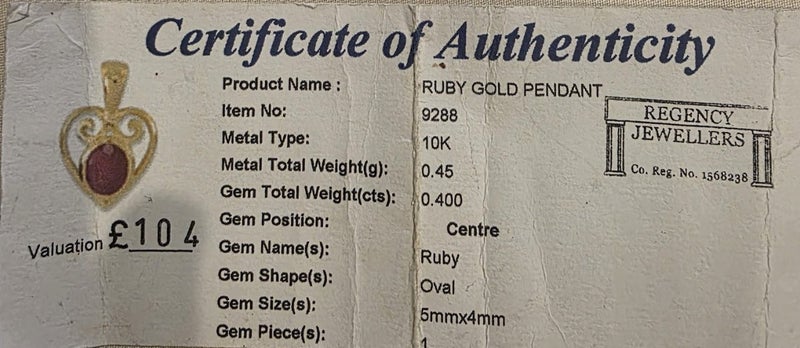 Certificate of Authenticity
Product Name : RUBY GOLD PENDANT
Item No: 9288
Metal Type: 10K
Metal Total Weight(g): 0.45
Gem Total Weight(cts): 0.400
Gem Position: Centre
Gem Name(s): Ruby
Gem Shape(s): Oval
Gem Size(s): 5mmx4mm
Gem Piece(s): 1
REGENCY
JEWELLERS
Co. Reg. No. 1568238
Valuation £104